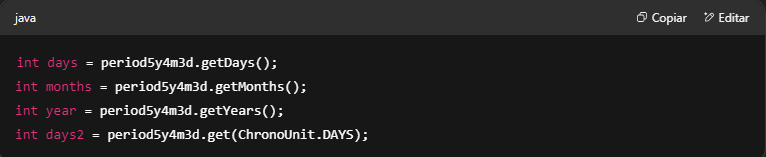 java Copiar Editar
int days = period5y4m3d.getDays();
int months = period5y4m3d.getMonths();
int year = period5y4m3d.getYears();
int days2 = period5y4m3d.get(ChronoUnit.DAYS);